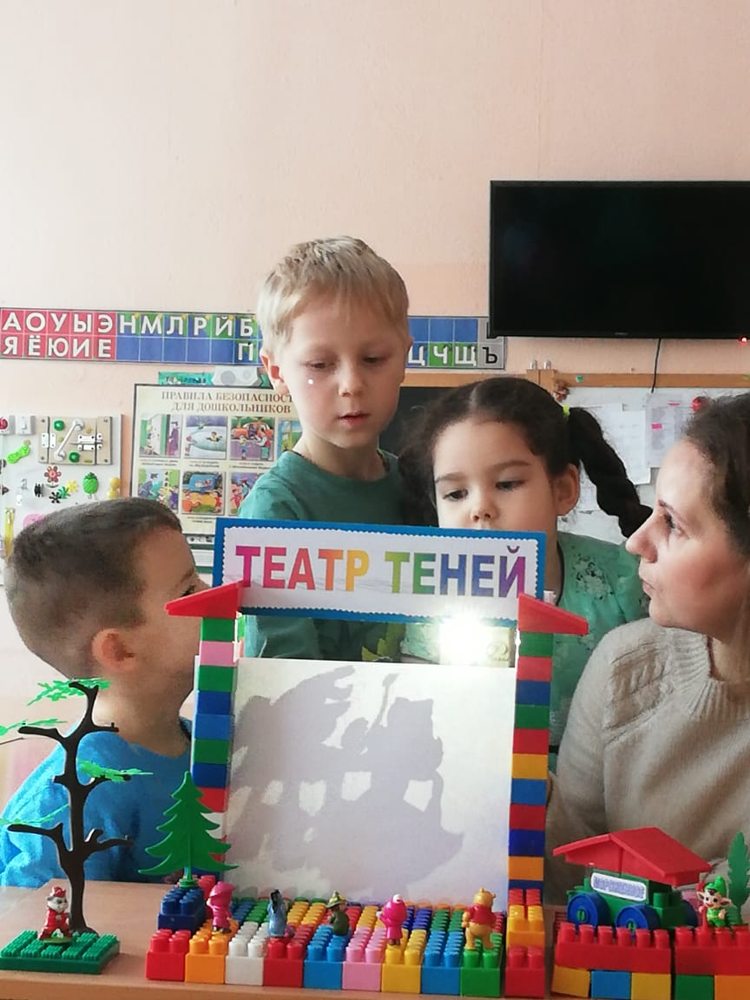 АОУЫЭНМЛРЙБ
ЯЁЮИЕ П ЦЧЩЪ
ПРАВИЛА БЕЗОПАСНОСТ
ДЛЯ ДОШКОЛЬНИКОВ
ТЕАТР ТЕНЕЙ